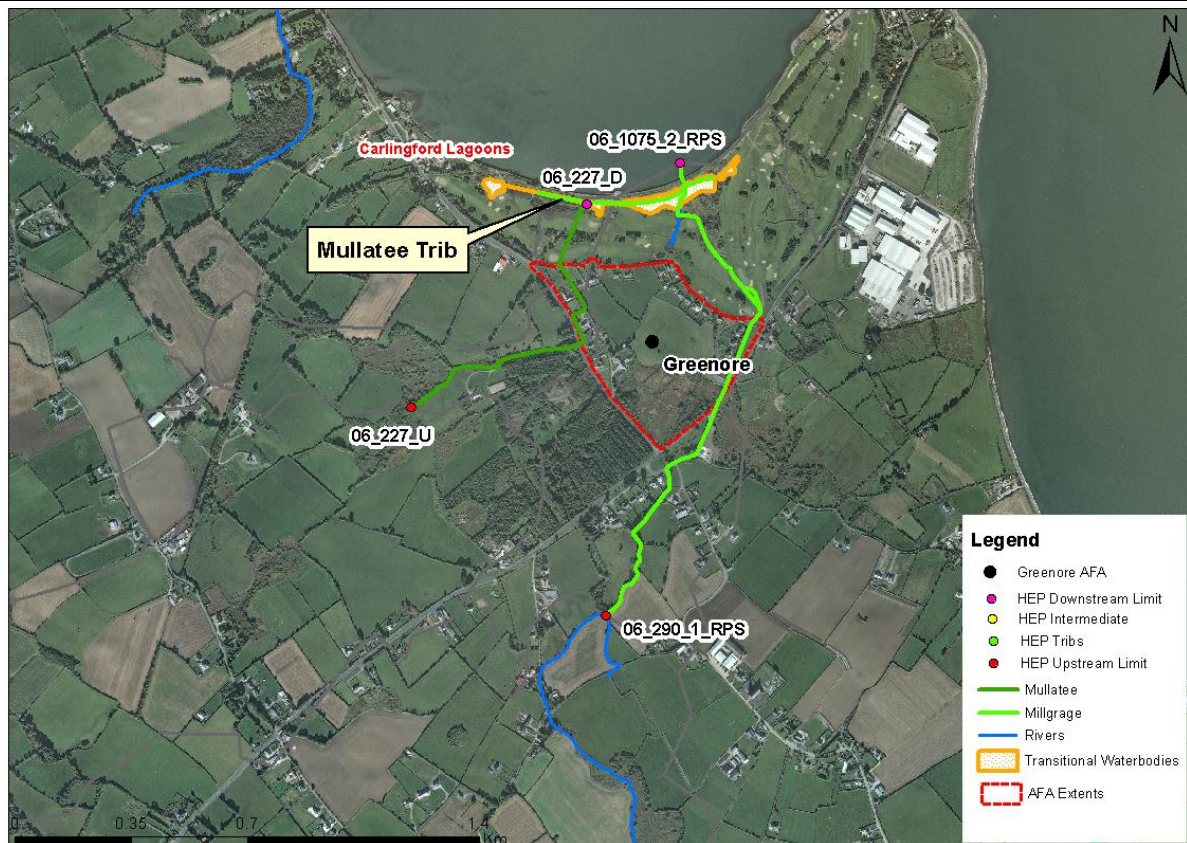 N
06_1075_2_RPS
Carlingford Lagoons
06_227_D
Mullatee Trib
Greenore
06_227_U
06_290_1_RPS
Legend
Greenore AFA
HEP Downstream Limit
HEP Intermediate
HEP Tribs
HEP Upstream Limit
Mullatee
Millgrage
Rivers
Transitional Waterbodies
AFA Extents
0 0.35 0.7 1.4
Km